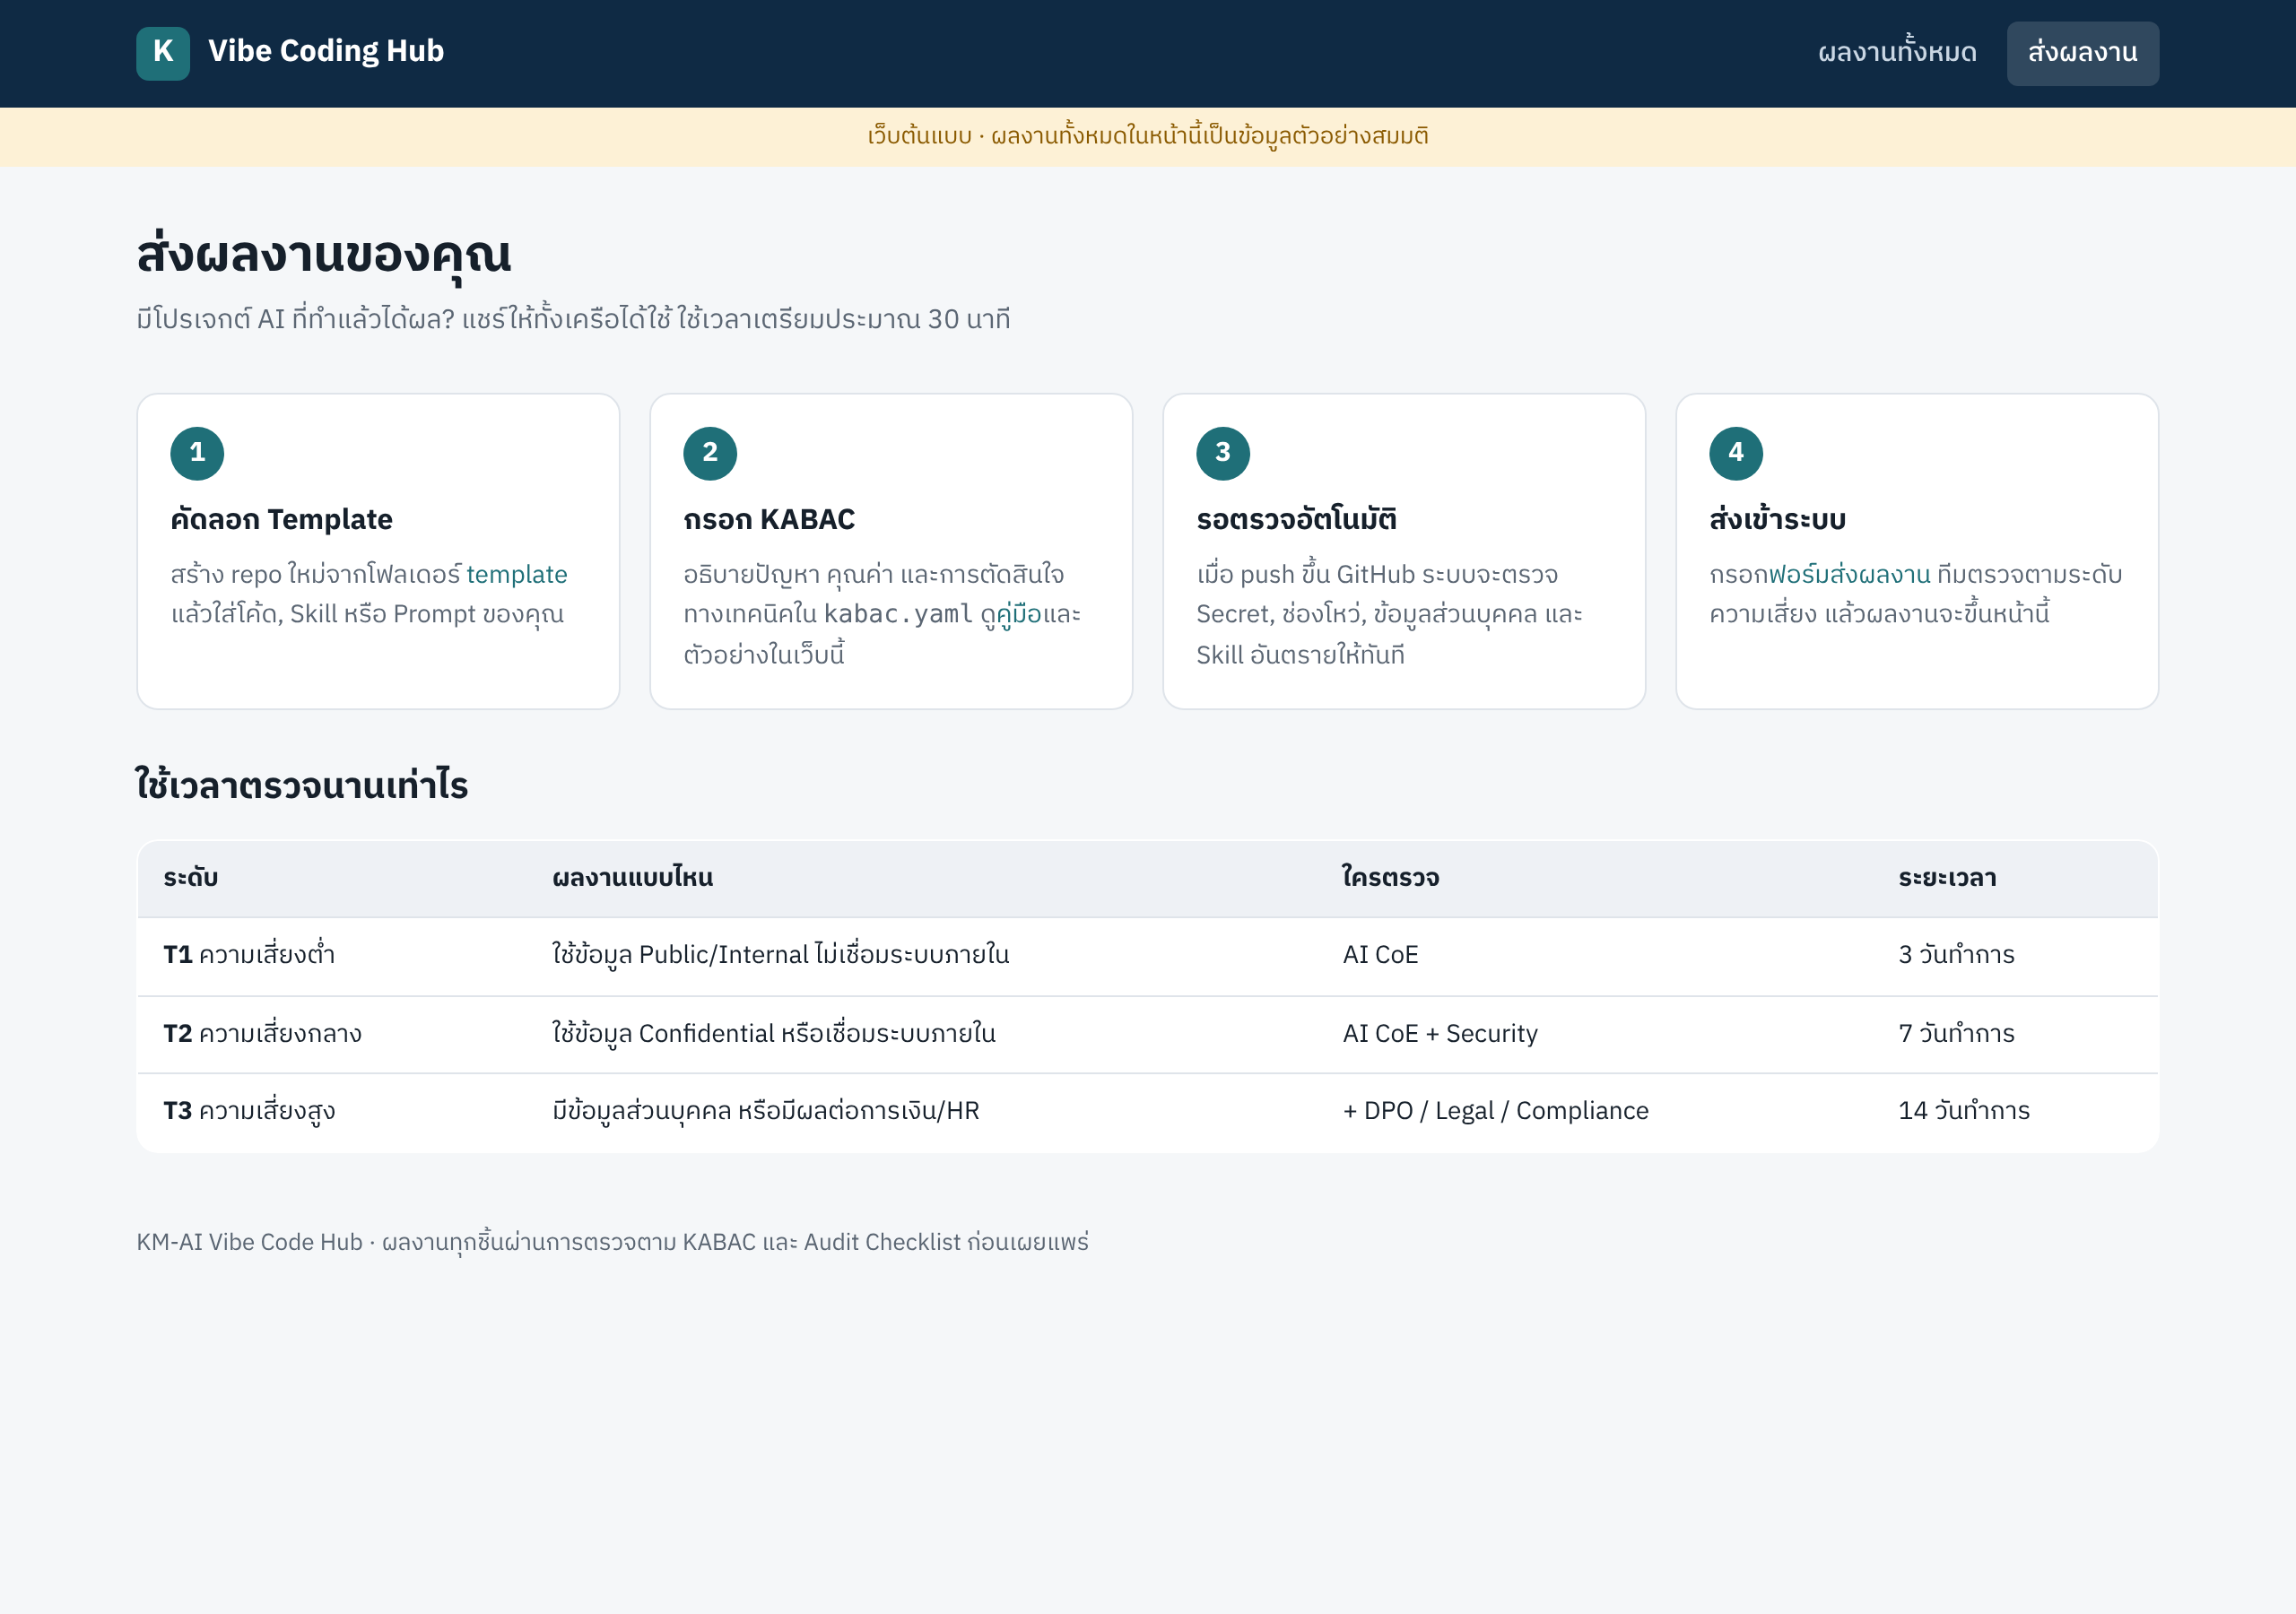 K Vibe Coding Hub
ผลงานทั้งหมด
ส่งผลงาน
เว็บต้นแบบ · ผลงานทั้งหมดในหน้านี้เป็นข้อมูลตัวอย่างสมมติ
ส่งผลงานของคุณ
มีโปรเจกต์ AI ที่ทำแล้วได้ผล? แชร์ให้ทั้งเครือได้ใช้ ใช้เวลาเตรียมประมาณ 30 นาที
1
คัดลอก Template
สร้าง repo ใหม่จากโฟลเดอร์ template
แล้วใส่โค้ด, Skill หรือ Prompt ของคุณ
2
กรอก KABAC
อธิบายปัญหา คุณค่า และการตัดสินใจ
ทางเทคนิคใน kabac.yaml ดูคู่มือและ
ตัวอย่างในเว็บนี้
3
รอตรวจอัตโนมัติ
เมื่อ push ขึ้น GitHub ระบบจะตรวจ
Secret, ช่องโหว่, ข้อมูลส่วนบุคคล และ
Skill อันตรายให้ทันที
4
ส่งเข้าระบบ
กรอกฟอร์มส่งผลงาน ทีมตรวจตามระดับ
ความเสี่ยง แล้วผลงานจะขึ้นหน้านี้
ใช้เวลาตรวจนานเท่าไร
ระดับ ผลงานแบบไหน ใครตรวจ ระยะเวลา
T1 ความเสี่ยงต่ำ ใช้ข้อมูล Public/Internal ไม่เชื่อมระบบภายใน AI CoE 3 วันทำการ
T2 ความเสี่ยงกลาง ใช้ข้อมูล Confidential หรือเชื่อมระบบภายใน AI CoE + Security 7 วันทำการ
T3 ความเสี่ยงสูง มีข้อมูลส่วนบุคคล หรือมีผลต่อการเงิน/HR + DPO / Legal / Compliance 14 วันทำการ
KM-AI Vibe Code Hub · ผลงานทุกชิ้นผ่านการตรวจตาม KABAC และ Audit Checklist ก่อนเผยแพร่